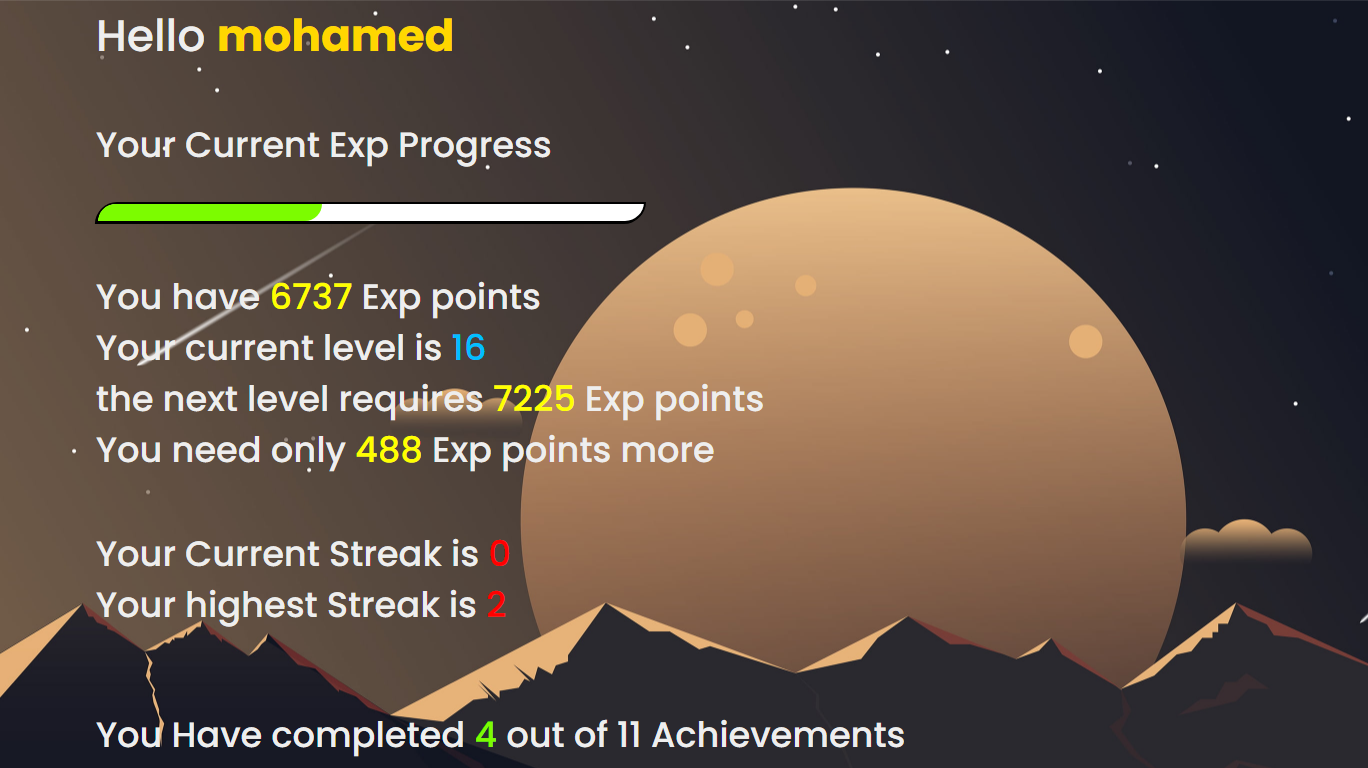 Hello mohamed
Your Current Exp Progress
You have 6737 Exp points
Your current level is 16
the next level requires 7225 Exp points
You need only 488 Exp points more
Your Current Streak is 0
Your highest Streak is 2
You Have completed 4 out of 11 Achievements